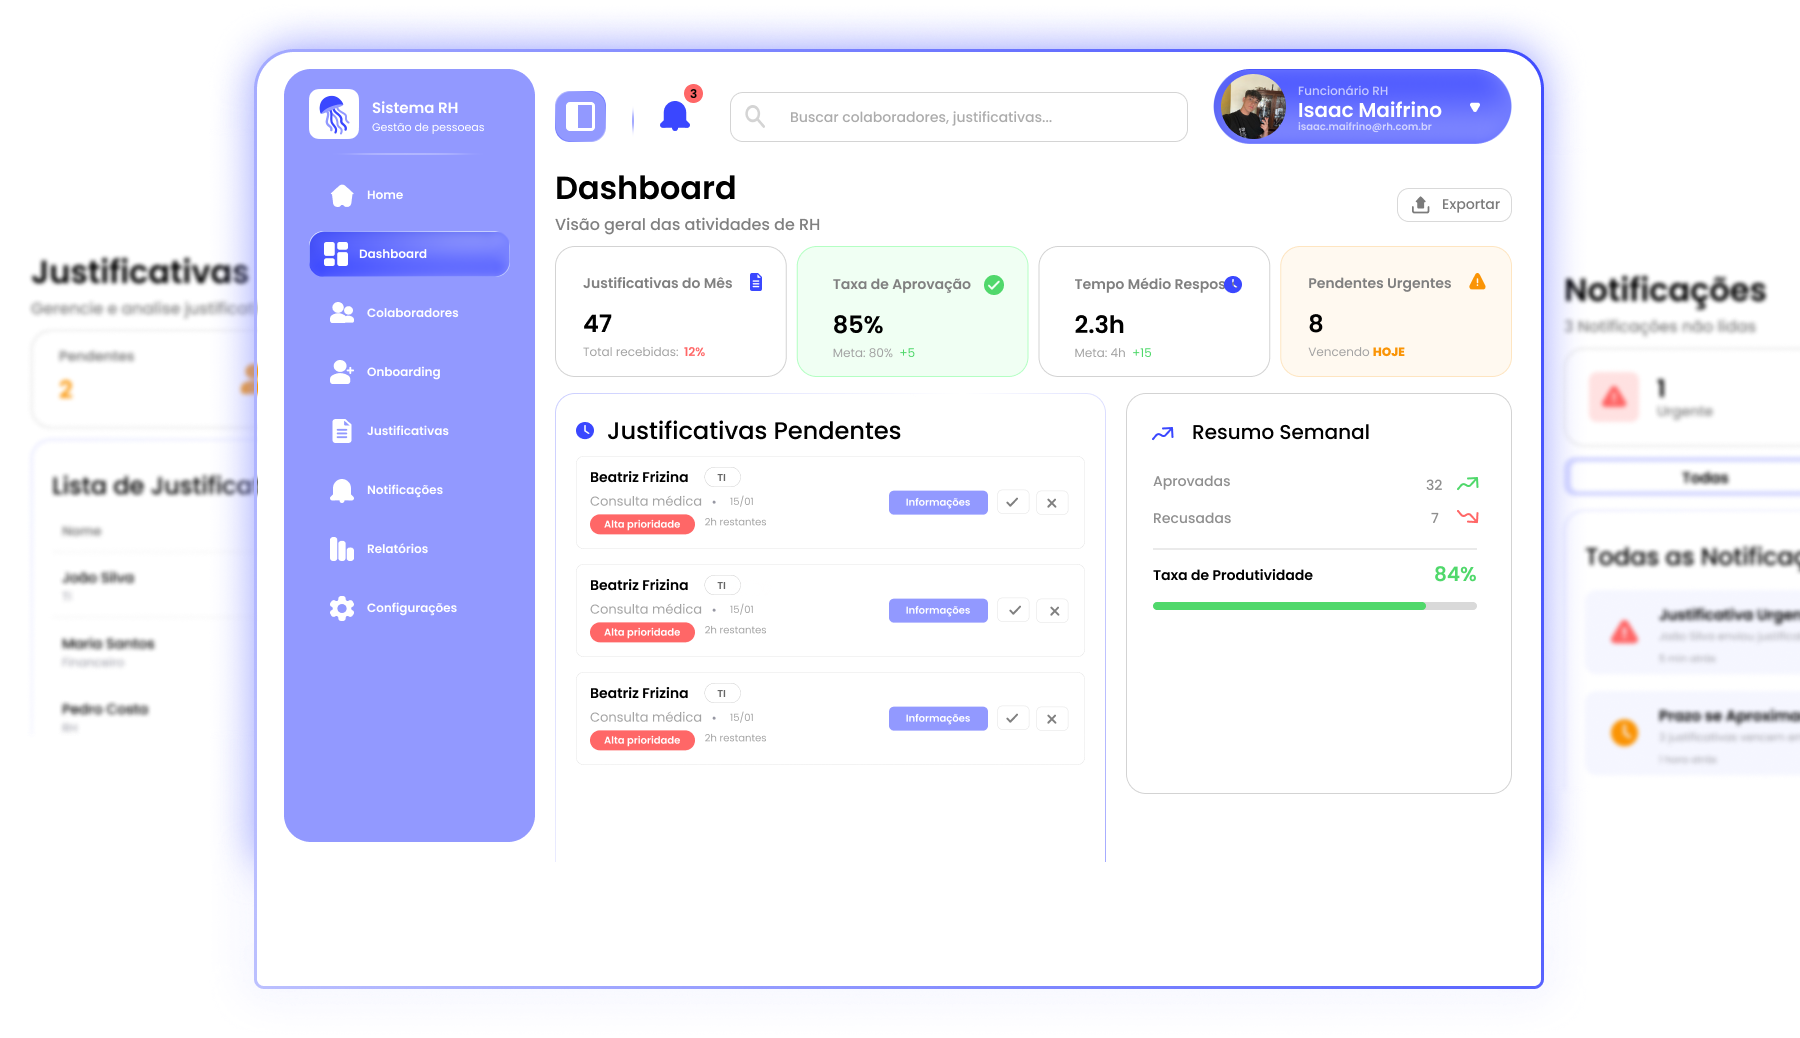 Sistema RH
Gestão de pessoeas
Home
Dashboard
Colaboradores
Onboarding
Justificativas
Notificações
Relatórios
Configurações
3
Buscar colaboradores, justificativas...
Funcionário RH
Isaac Maifrino
isaac.maifrino@rh.com.br
Dashboard
Visão geral das atividades de RH
Exportar
Justificativas do Mês
47
Total recebidas: 12%
Taxa de Aprovação
85%
Meta: 80% +5
Tempo Médio Respos
2.3h
Meta: 4h +15
Pendentes Urgentes
8
Vencendo HOJE
Justificativas Pendentes
Beatriz Frizina TI
Consulta médica • 15/01
Alta prioridade 2h restantes
Informações
Beatriz Frizina TI
Consulta médica • 15/01
Alta prioridade 2h restantes
Informações
Beatriz Frizina TI
Consulta médica • 15/01
Alta prioridade 2h restantes
Informações
Resumo Semanal
Aprovadas 32
Recusadas 7
Taxa de Produtividade 84%
Justificativas
Gerencie e analise justificat
Pendentes
2
Lista de Justifica
Nome
João Silva
TI
Maria Santos
Financeiro
Pedro Costa
RH
Notificações
3 Notificações não lidas
1
Urgente
Todas
Todas as Notificaç
Justificativa Urgen
João Silva enviou justifica
5 min atrás
Prazo se Aproxima
3 justificativas vencem em
1 hora atrás